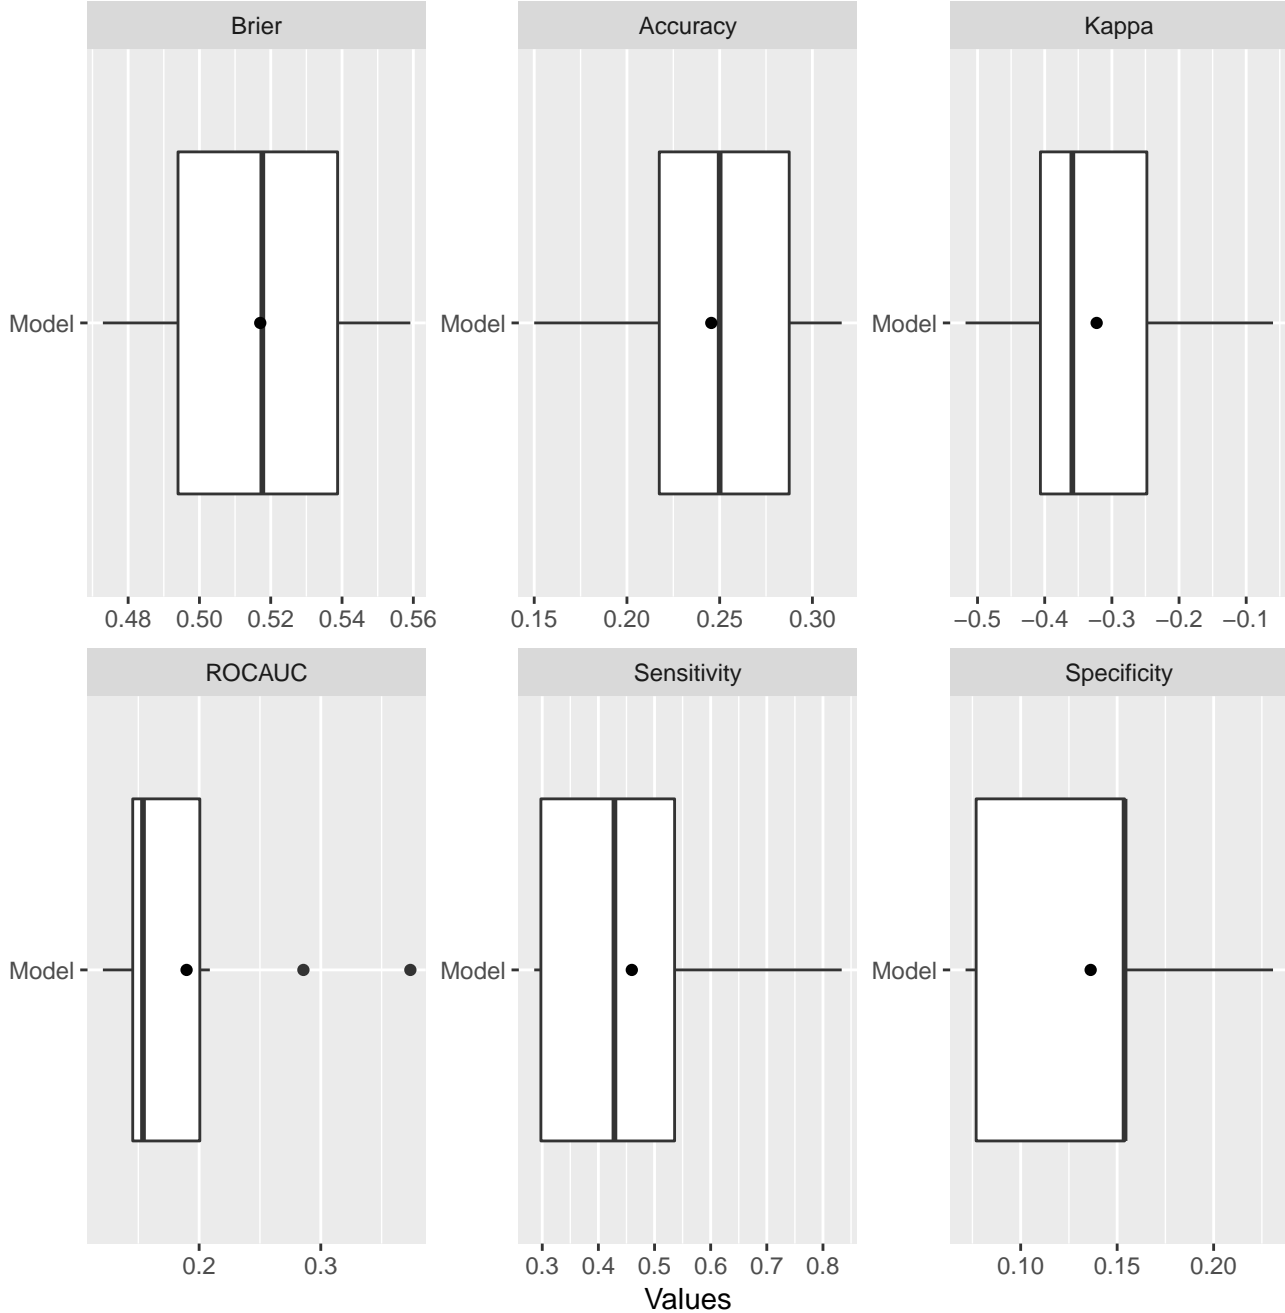 Brier Accuracy Kappa
Model Model Model
0.48 0.50 0.52 0.54 0.56 0.15 0.20 0.25 0.30 −0.5 −0.4 −0.3 −0.2 −0.1
ROCAUC Sensitivity Specificity
Model Model Model
0.2 0.3 0.3 0.4 0.5 0.6 0.7 0.8 0.10 0.15 0.20
Values